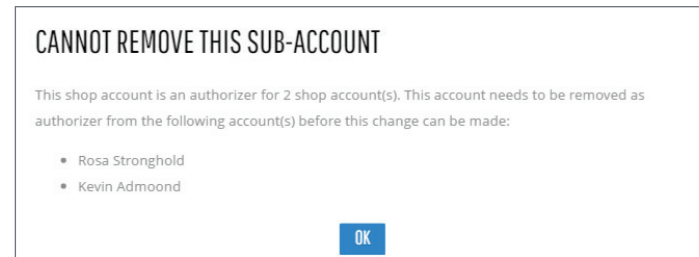 CANNOT REMOVE THIS SUB-ACCOUNT
This shop account is an authorizer for 2 shop account(s). This account needs to be removed as
authorizer from the following account(s) before this change can be made:
• Rosa Stronghold
• Kevin Admoond
OK